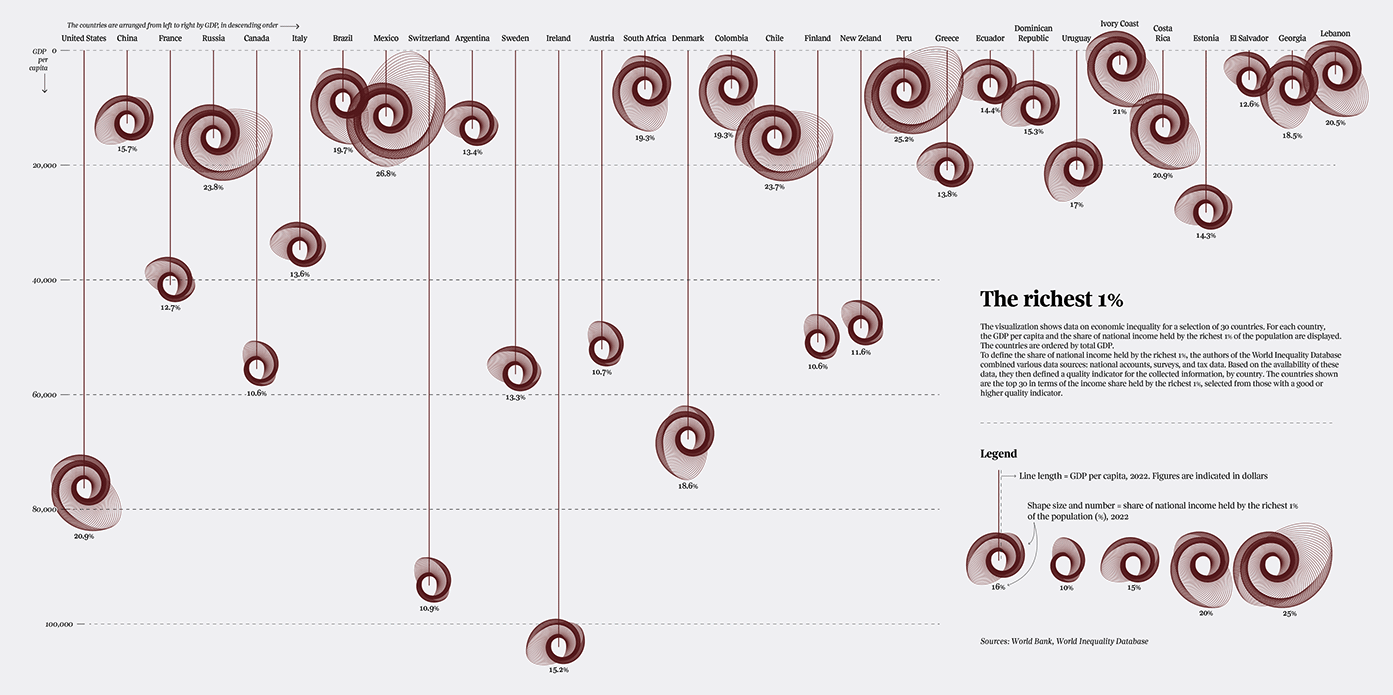 The countries are arranged from left to right by GDP, in descending order
United States China France Russia Canada Italy Brazil Mexico Switzerland Argentina Sweden Ireland Austria South Africa Denmark Colombia Chile Finland New Zeland Peru Greece Ecuador Dominican Republic Uruguay Ivory Coast Costa Rica Estonia El Salvador Georgia Lebanon
GDP
per
capita
0
20,000
40,000
60,000
80,000
100,000
20.9%
15.7%
12.7%
23.8%
10.6%
13.6%
19.7%
26.8%
10.9%
13.4%
13.3%
15.2%
10.7%
19.3%
18.6%
19.3%
23.7%
10.6%
11.6%
25.2%
13.8%
14.4%
15.3%
17%
21%
20.9%
14.3%
12.6%
18.5%
20.5%
The richest 1%
The visualization shows data on economic inequality for a selection of 30 countries. For each country,
the GDP per capita and the share of national income held by the richest 1% of the population are displayed.
The countries are ordered by total GDP.
To define the share of national income held by the richest 1%, the authors of the World Inequality Database
combined various data sources: national accounts, surveys, and tax data. Based on the availability of these
data, they then defined a quality indicator for the collected information, by country. The countries shown
are the top 30 in terms of the income share held by the richest 1%, selected from those with a good or
higher quality indicator.
Legend
Line length = GDP per capita, 2022. Figures are indicated in dollars
Shape size and number = share of national income held by the richest 1%
of the population (%), 2022
16%
10%
15%
20%
25%
Sources: World Bank, World Inequality Database